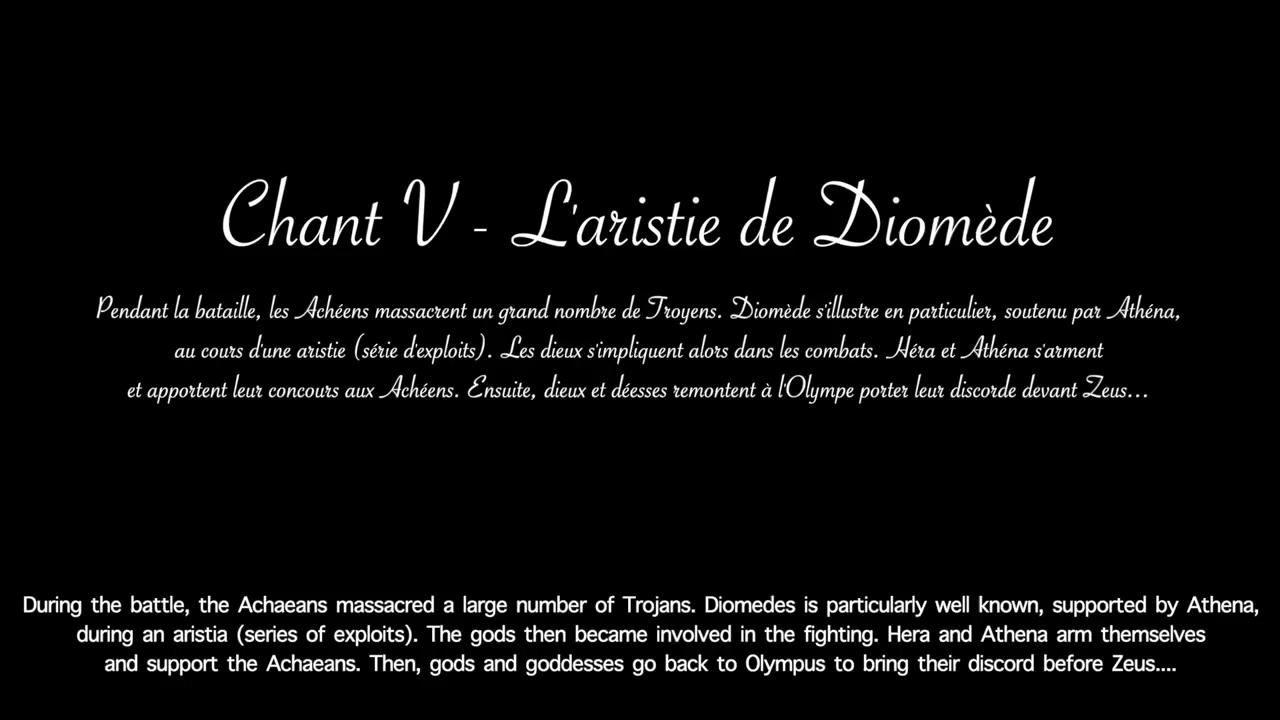 Chant V - L'aristie de Diomède
Pendant la bataille, les Achéens massacrent un grand nombre de Troyens. Diomède s'illustre en particulier, soutenu par Athéna,
au cours d'une aristie (série d'exploits). Les dieux s'impliquent alors dans les combats. Héra et Athéna s'arment
et apportent leur concours aux Achéens. Ensuite, dieux et déesses remontent à l'Olympe porter leur discorde devant Zeus...
During the battle, the Achaeans massacred a large number of Trojans. Diomedes is particularly well known, supported by Athena,
during an aristia (series of exploits). The gods then became involved in the fighting. Hera and Athena arm themselves
and support the Achaeans. Then, gods and goddesses go back to Olympus to bring their discord before Zeus....